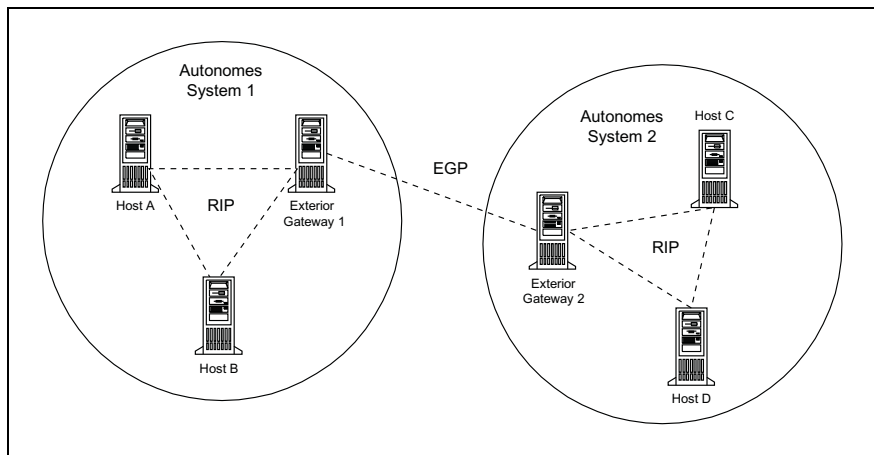 Autonomes
System 1
Host A
RIP
Exterior
Gateway 1
Host B
EGP
Autonomes
System 2
Host C
Exterior
Gateway 2
RIP
Host D